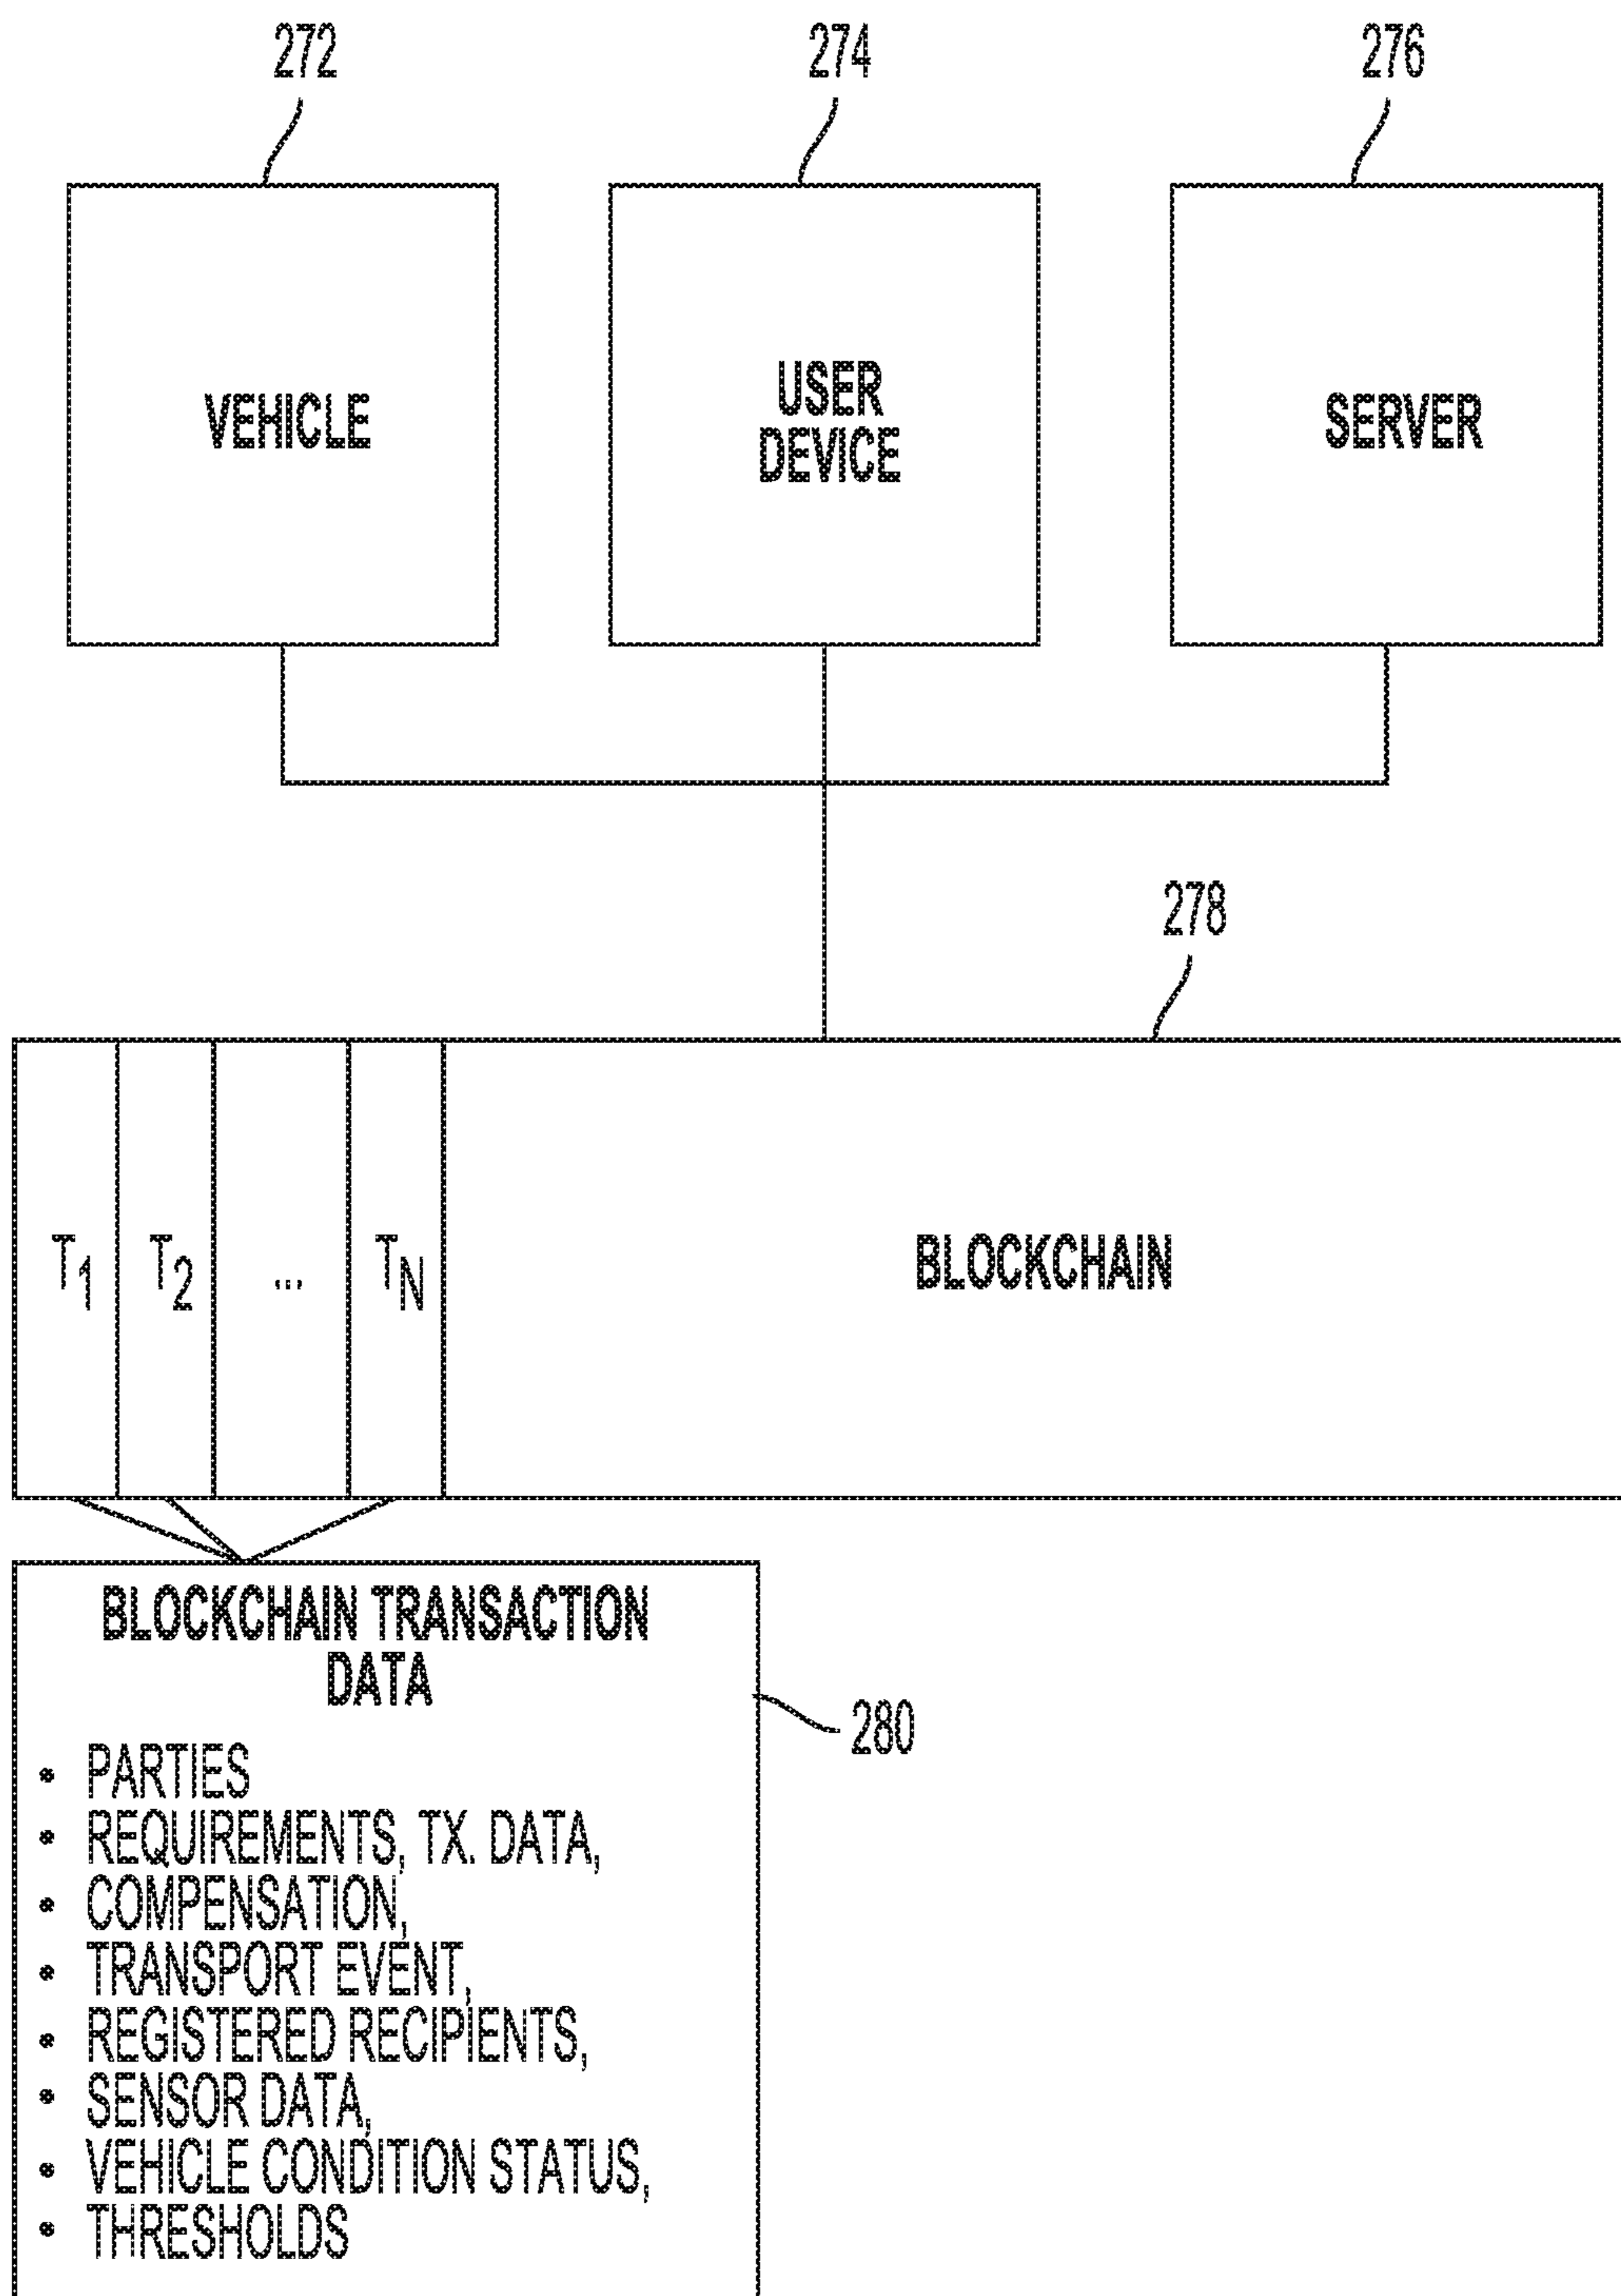 272
274
276
VEHICLE
USER
DEVICE
SERVER
278
T1
T2
...
TN
BLOCKCHAIN
BLOCKCHAIN TRANSACTION
DATA
280
• PARTIES
• REQUIREMENTS, TX. DATA,
• COMPENSATION,
• TRANSPORT EVENT,
• REGISTERED RECIPIENTS,
• SENSOR DATA,
• VEHICLE CONDITION STATUS,
• THRESHOLDS